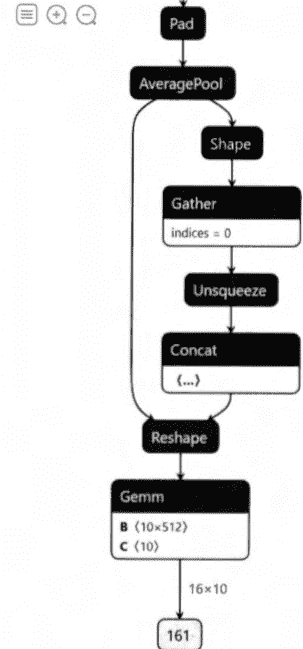 Pad
AveragePool
Shape
Gather
indices = 0
Unsqueeze
Concat
⟨...⟩
Reshape
Gemm
B ⟨10×512⟩
C ⟨10⟩
16×10
161